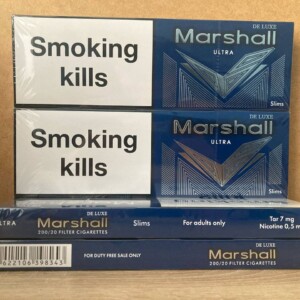 Smoking
kills
DE LUXE
Marshall
ULTRA
Slims
Smoking
kills
DE LUXE
Marshall
ULTRA
Slims
ULTRA
DE LUXE
Marshall
200/20 FILTER CIGARETTES
Slims
For adults only
Tar 7 mg
Nicotine 0,5 m
622106398343
FOR DUTY FREE SALE ONLY
DE LUXE
Marshall
200/20 FILTER CIGARETTES